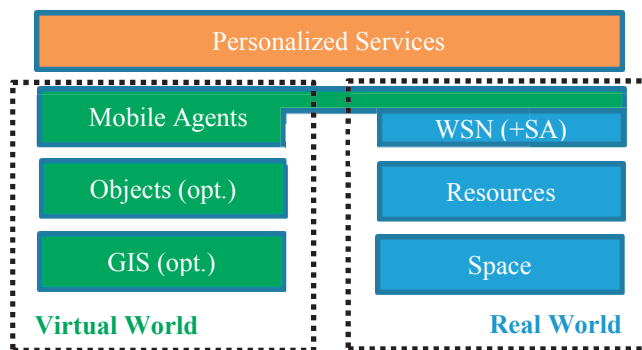 Personalized Services
Mobile Agents
WSN (+SA)
Objects (opt.)
Resources
GIS (opt.)
Space
Virtual World
Real World